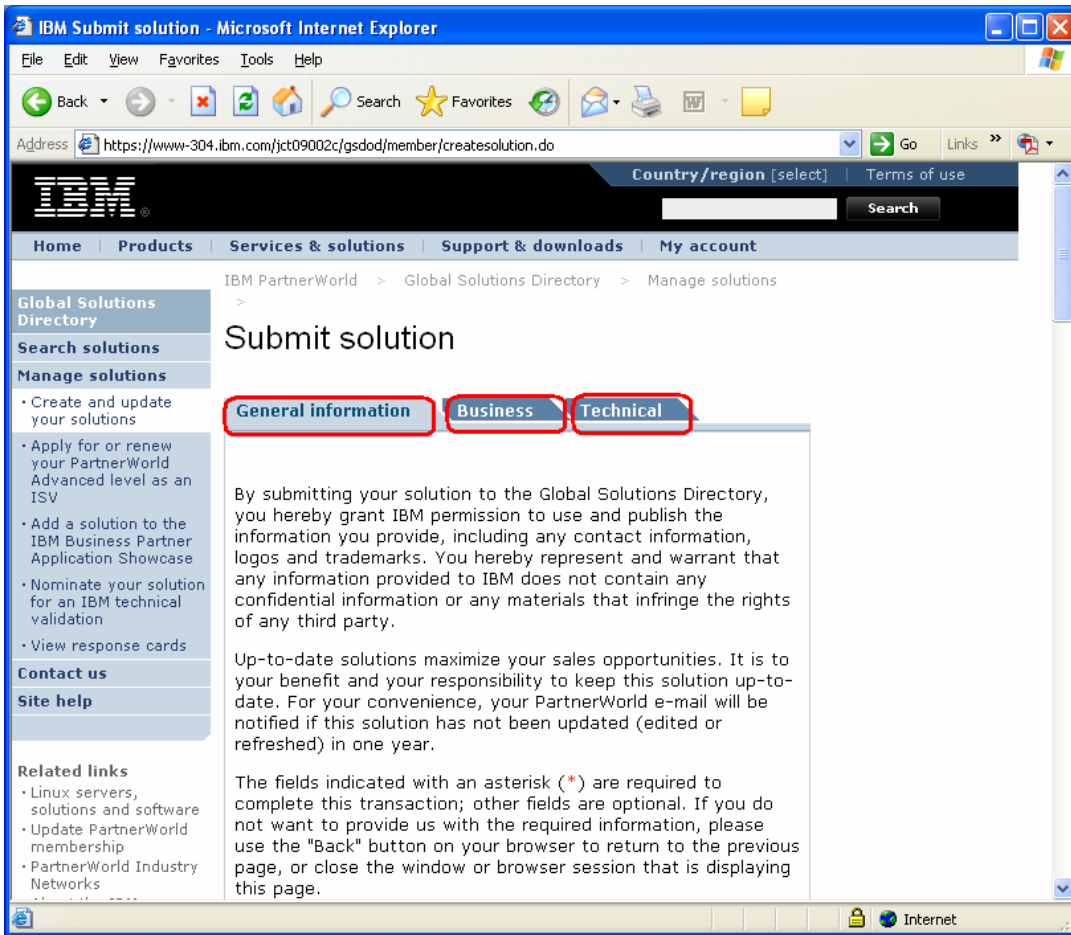 IBM Submit solution - Microsoft Internet Explorer
File Edit View Favorites Tools Help
Back Search Favorites
Address https://www-304.ibm.com/jct09002c/gsdod/member/createsolution.do Go Links »
Country/region [select] | Terms of use
IBM®
Search
Home | Products | Services & solutions | Support & downloads | My account
IBM PartnerWorld > Global Solutions Directory > Manage solutions
>
Submit solution
Global Solutions
Directory
Search solutions
Manage solutions
• Create and update
your solutions
• Apply for or renew
your PartnerWorld
Advanced level as an
ISV
• Add a solution to the
IBM Business Partner
Application Showcase
• Nominate your solution
for an IBM technical
validation
• View response cards
Contact us
Site help
Related links
• Linux servers,
solutions and software
• Update PartnerWorld
membership
• PartnerWorld Industry
Networks
General information Business Technical
By submitting your solution to the Global Solutions Directory,
you hereby grant IBM permission to use and publish the
information you provide, including any contact information,
logos and trademarks. You hereby represent and warrant that
any information provided to IBM does not contain any
confidential information or any materials that infringe the rights
of any third party.
Up-to-date solutions maximize your sales opportunities. It is to
your benefit and your responsibility to keep this solution up-to-
date. For your convenience, your PartnerWorld e-mail will be
notified if this solution has not been updated (edited or
refreshed) in one year.
The fields indicated with an asterisk (*) are required to
complete this transaction; other fields are optional. If you do
not want to provide us with the required information, please
use the "Back" button on your browser to return to the previous
page, or close the window or browser session that is displaying
this page.
Internet